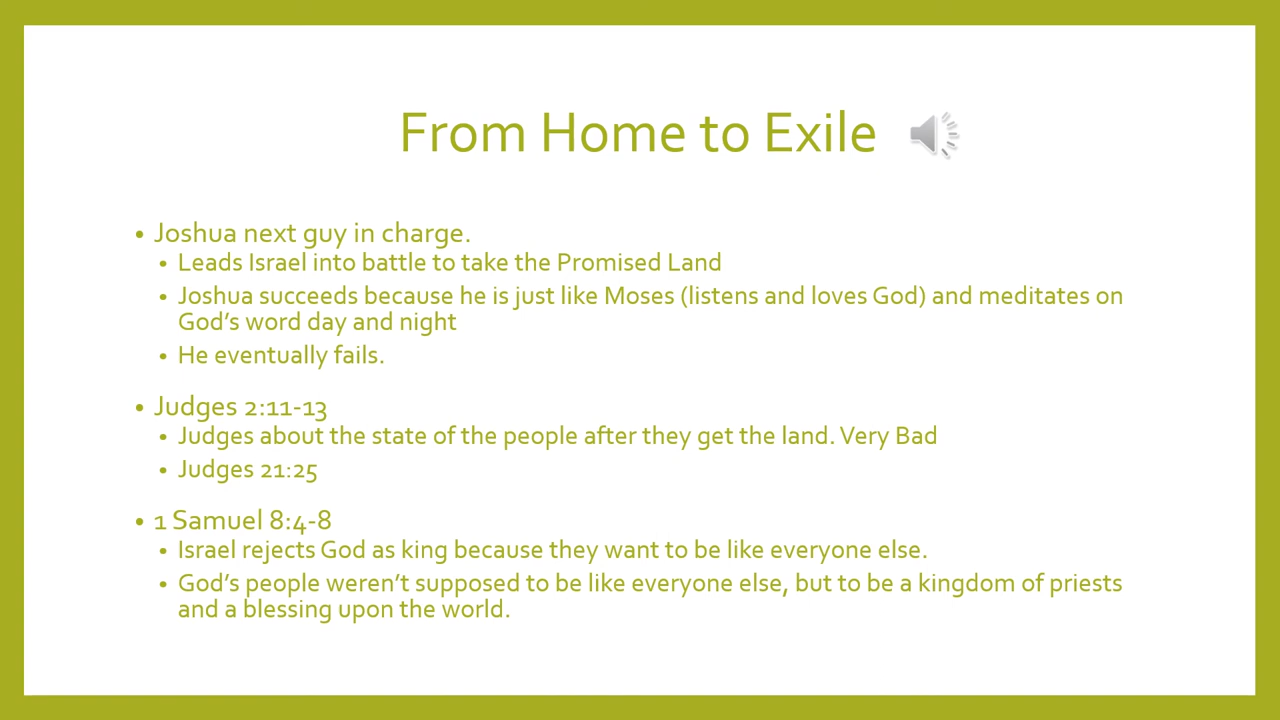 From Home to Exile
• Joshua next guy in charge.
• Leads Israel into battle to take the Promised Land
• Joshua succeeds because he is just like Moses (listens and loves God) and meditates on
God's word day and night
• He eventually fails.
• Judges 2:11-13
• Judges about the state of the people after they get the land. Very Bad
• Judges 21:25
• 1 Samuel 8:4-8
• Israel rejects God as king because they want to be like everyone else.
• God's people weren't supposed to be like everyone else, but to be a kingdom of priests
and a blessing upon the world.